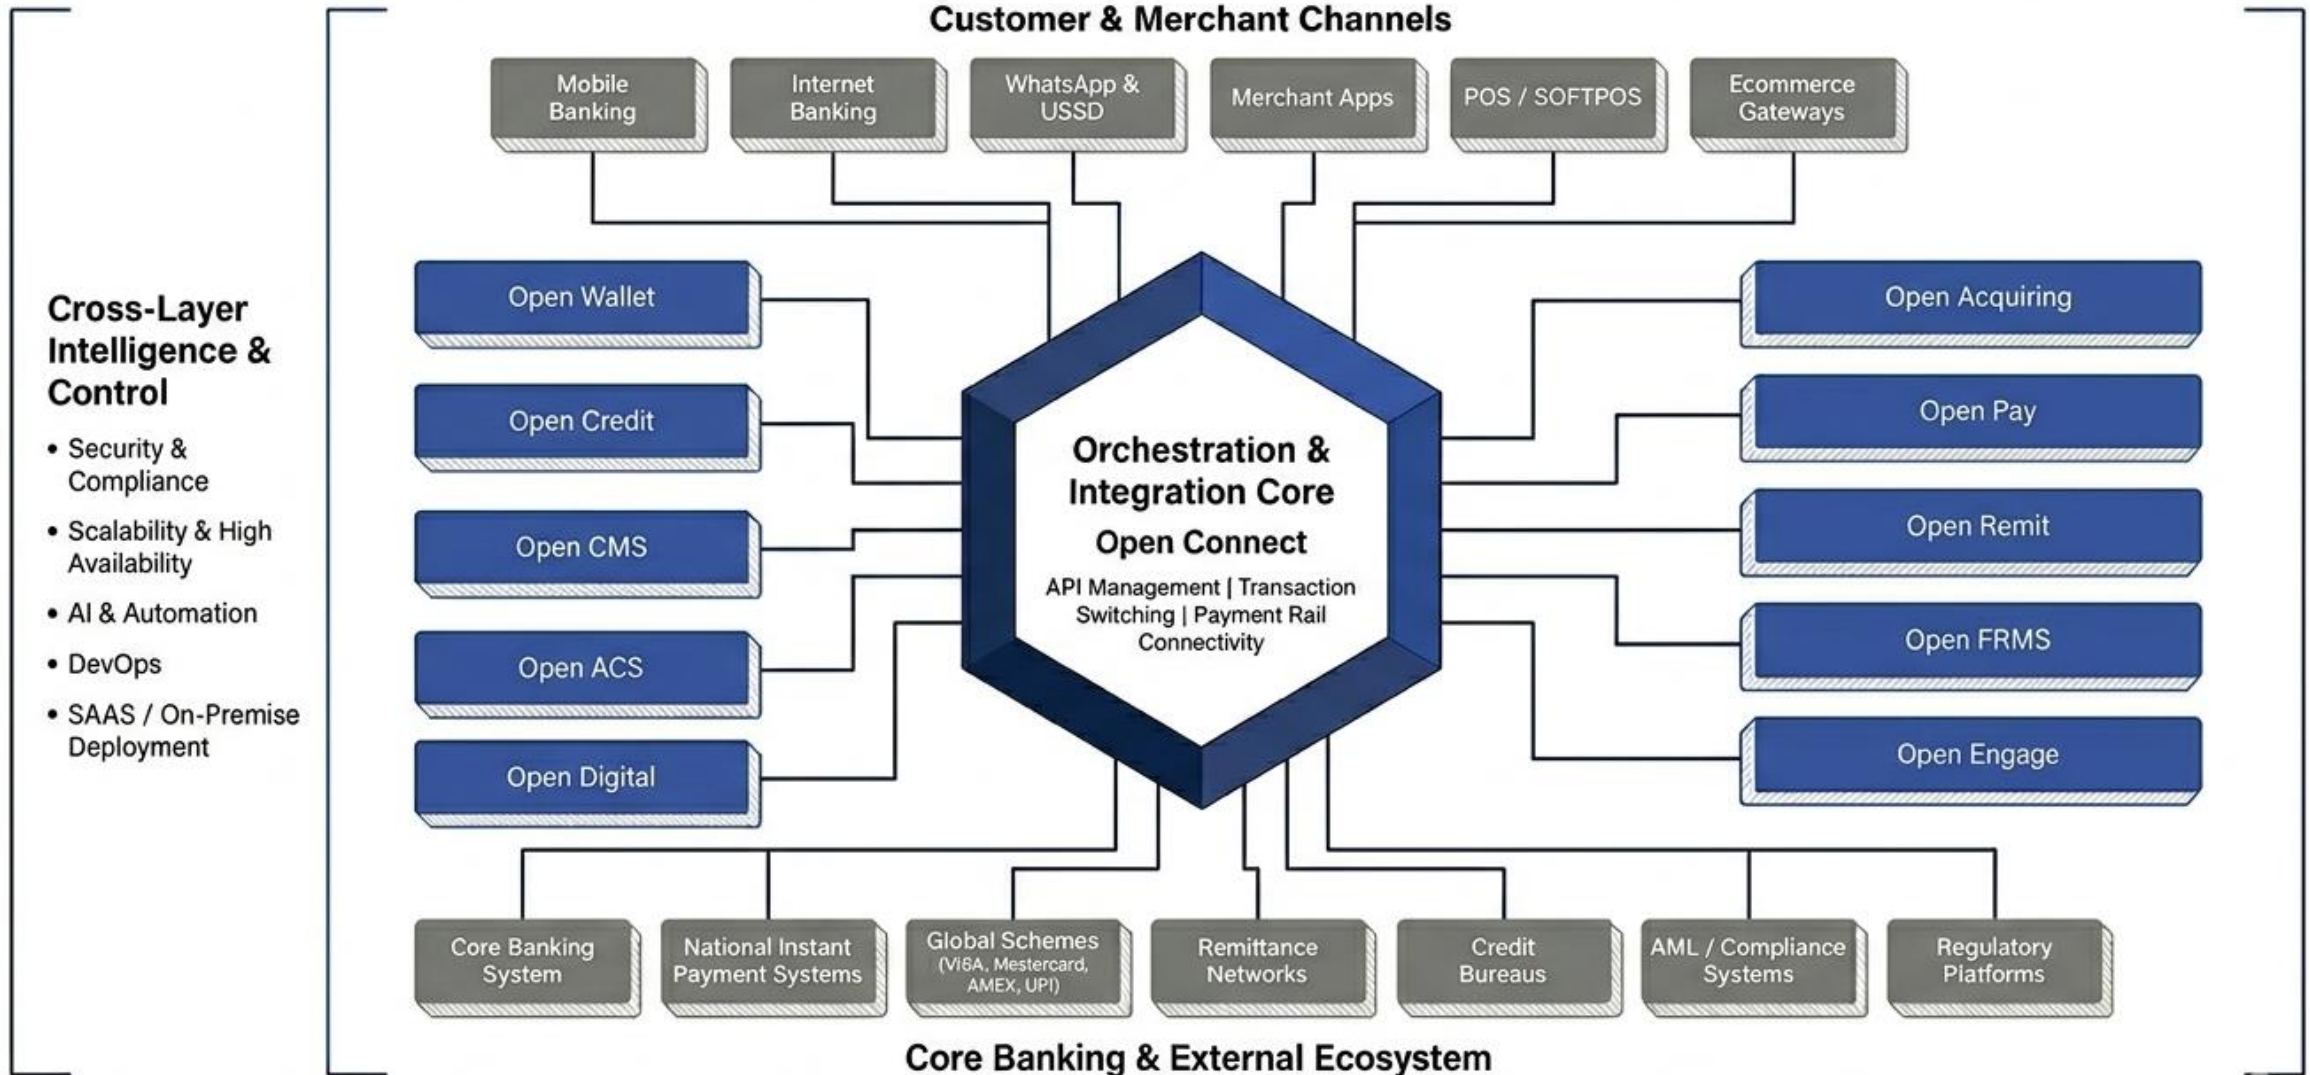 Customer & Merchant Channels
Mobile
Banking
Internet
Banking
WhatsApp &
USSD
Merchant Apps
POS / SOFTPOS
Ecommerce
Gateways
Cross-Layer
Intelligence &
Control
• Security &
Compliance
• Scalability & High
Availability
• AI & Automation
• DevOps
• SAAS / On-Premise
Deployment
Open Wallet
Open Credit
Open CMS
Open ACS
Open Digital
Orchestration &
Integration Core
Open Connect
API Management | Transaction
Switching | Payment Rail
Connectivity
Open Acquiring
Open Pay
Open Remit
Open FRMS
Open Engage
Core Banking
System
National Instant
Payment Systems
Global Schemes
(Vi6A, Mestercard,
AMEX, UPI)
Remittance
Networks
Credit
Bureaus
AML / Compliance
Systems
Regulatory
Platforms
Core Banking & External Ecosystem